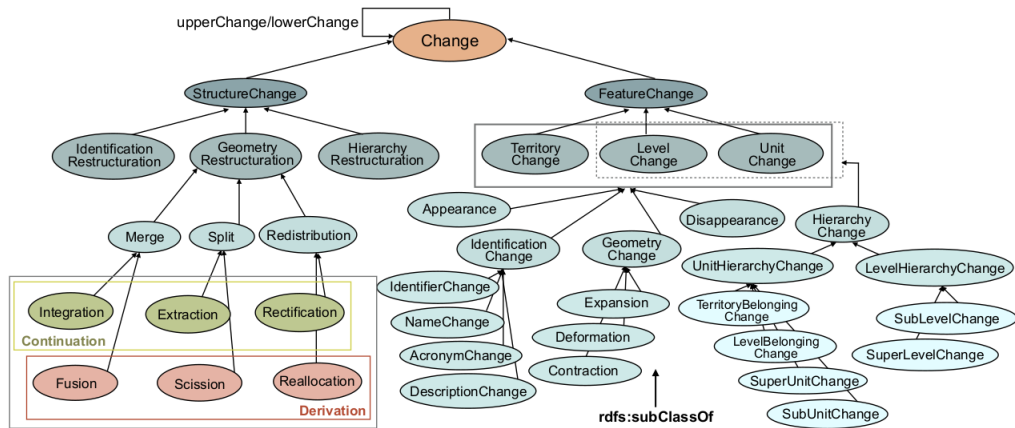 upperChange/lowerChange
Change
StructureChange
FeatureChange
Identification
Restructuration
Geometry
Restructuration
Hierarchy
Restructuration
Territory
Change
Level
Change
Unit
Change
Appearance
Disappearance
Hierarchy
Change
Merge
Split
Redistribution
Identification
Change
Geometry
Change
UnitHierarchyChange
LevelHierarchyChange
IdentifierChange
Expansion
TerritoryBelonging
Change
Integration
Extraction
Rectification
NameChange
Deformation
LevelBelonging
Change
SubLevelChange
Continuation
AcronymChange
Contraction
SuperLevelChange
Fusion
Scission
Reallocation
DescriptionChange
SuperUnitChange
Derivation
rdfs:subClassOf
SubUnitChange